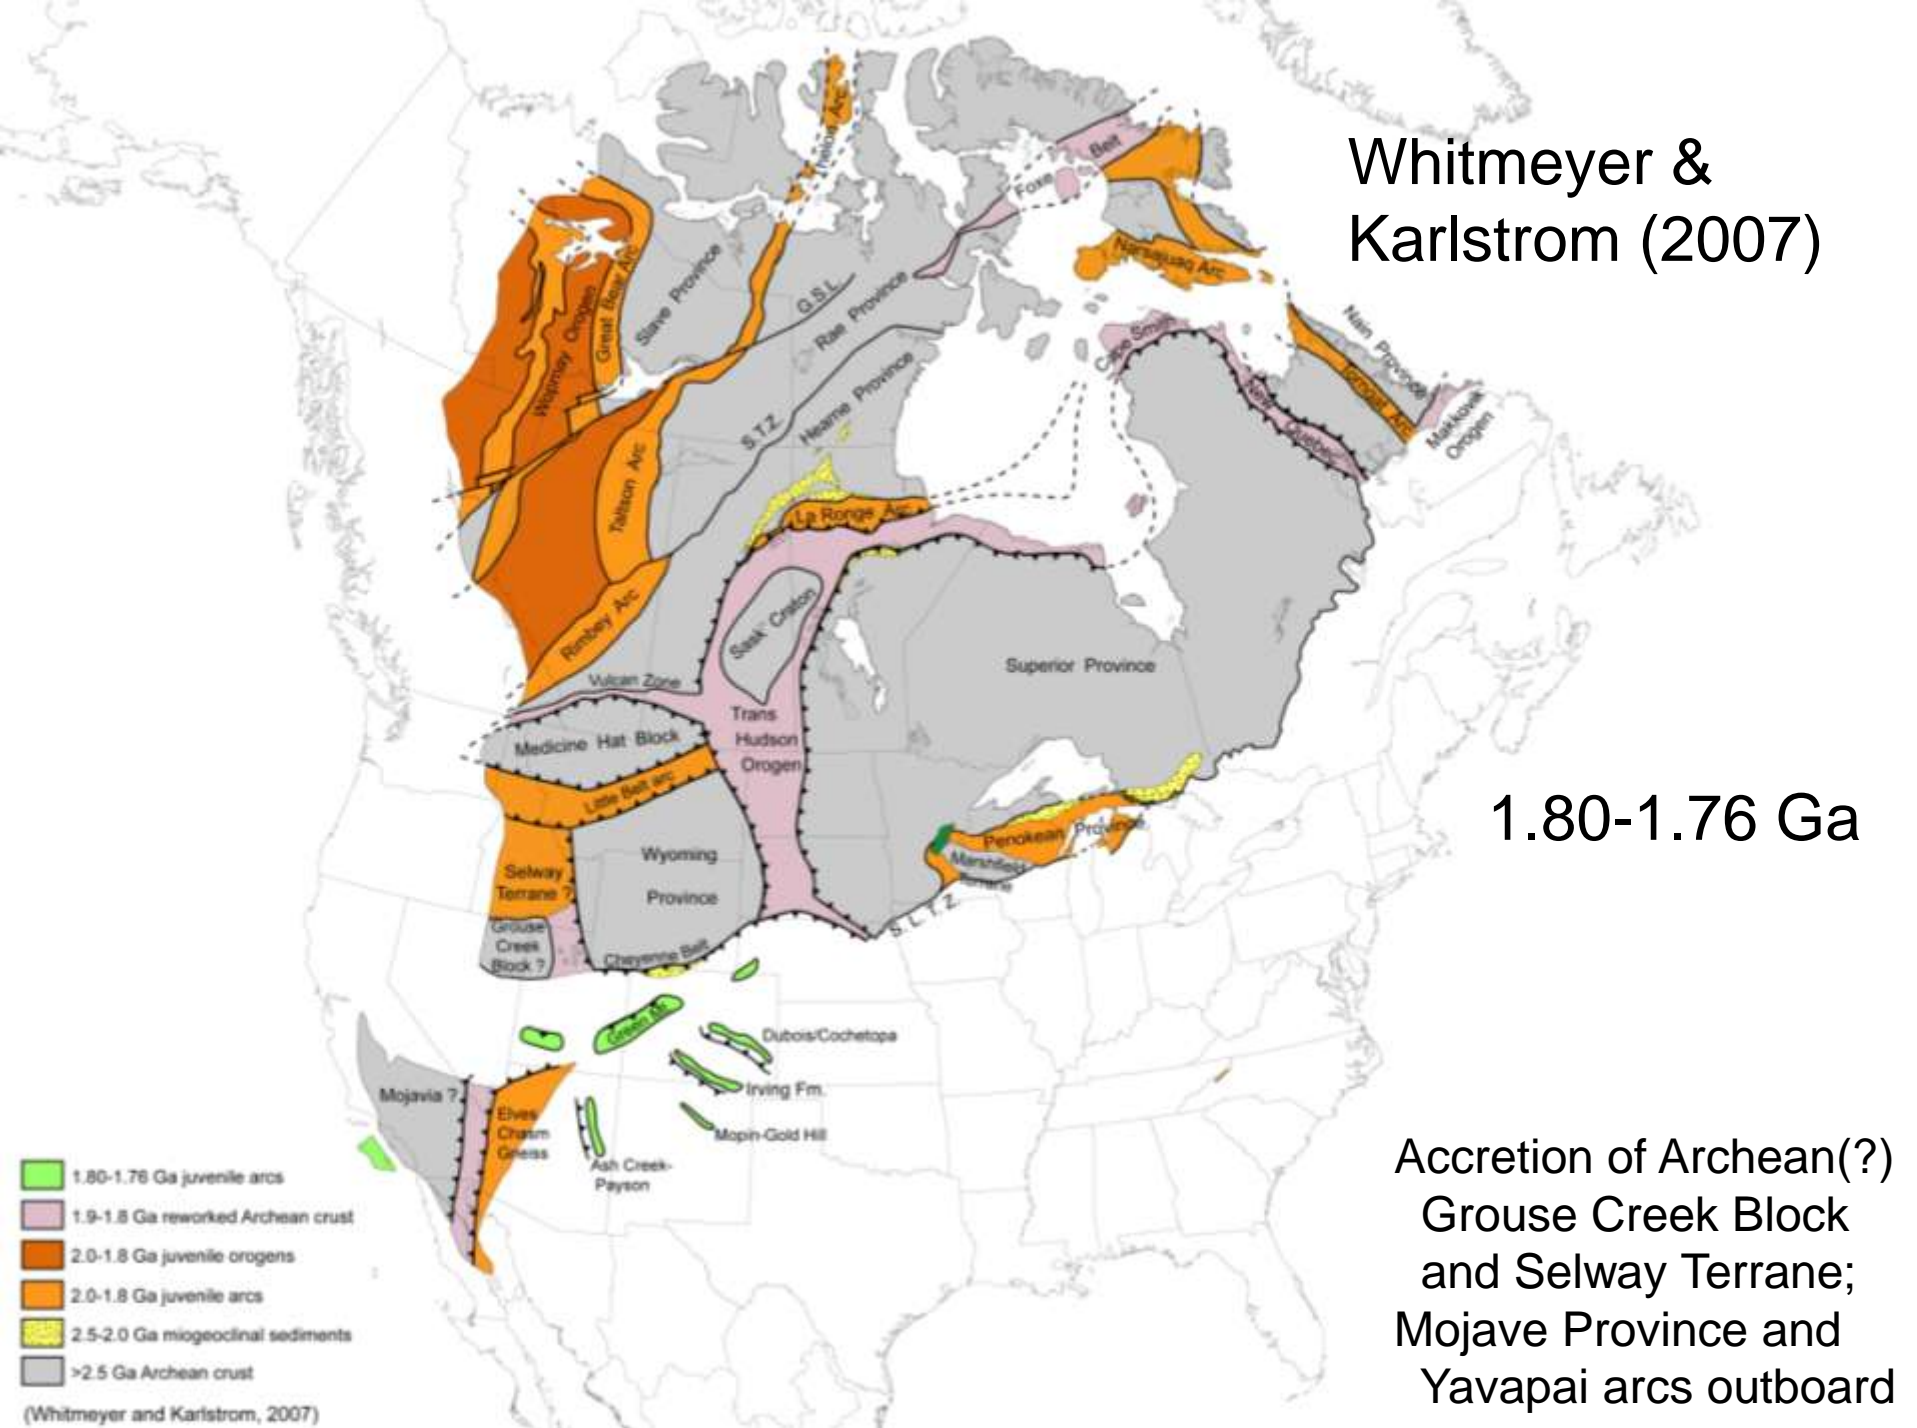 Whitmeyer &
Karlstrom (2007)
1.80-1.76 Ga
Accretion of Archean(?)
Grouse Creek Block
and Selway Terrane;
Mojave Province and
Yavapai arcs outboard
Thelon Arc
Foxe Belt
Narsajuaq Arc
Slave Province
Great Bear Arc
Wopmay Orogen
G.S.L.
Rae Province
S.T.Z.
Hearne Province
Cape Smith
Nain Province
Torngat Arc
Makkovik
Orogen
New Quebec
Taltson Arc
La Ronge Arc
Rimbey Arc
Sask Craton
Superior Province
Vulcan Zone
Trans
Hudson
Orogen
Medicine Hat Block
Little Belt arc
Penokean Province
Marshfield
Terrane
Selway
Terrane ?
Wyoming
Province
Grouse
Creek
Block ?
Cheyenne Belt
S.L.T.Z.
Green Mt.
Dubois/Cochetopa
Irving Fm.
Mopin-Gold Hill
Ash Creek-
Payson
Mojavia ?
Elves
Chasm
Gneiss
1.80-1.76 Ga juvenile arcs
1.9-1.8 Ga reworked Archean crust
2.0-1.8 Ga juvenile orogens
2.0-1.8 Ga juvenile arcs
2.5-2.0 Ga miogeoclinal sediments
>2.5 Ga Archean crust
(Whitmeyer and Karlstrom, 2007)